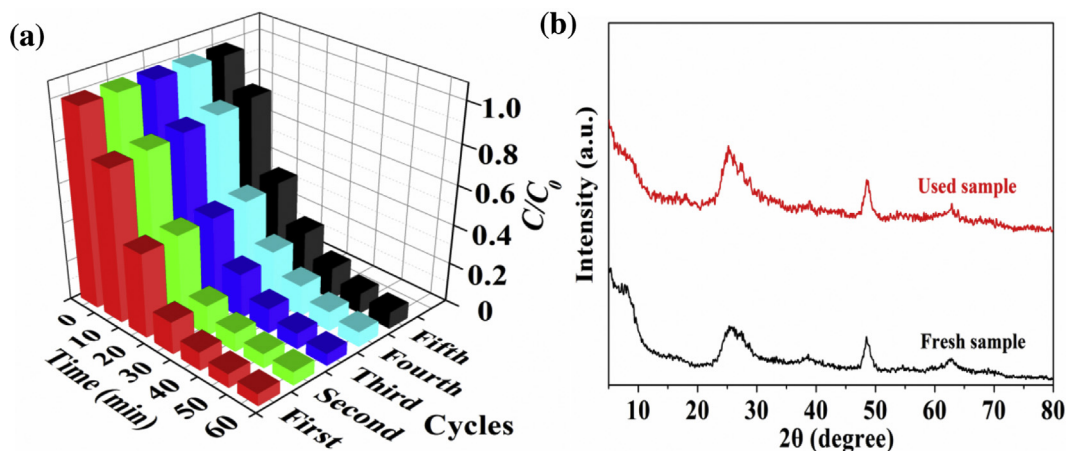 (a)
1.0
0.8
0.6
0.4
0.2
0
C/C0
0
10
20
30
40
50
60
Time (min)
First
Second
Third
Fourth
Fifth
Cycles
(b)
Intensity (a.u.)
Used sample
Fresh sample
10 20 30 40 50 60 70 80
2θ (degree)